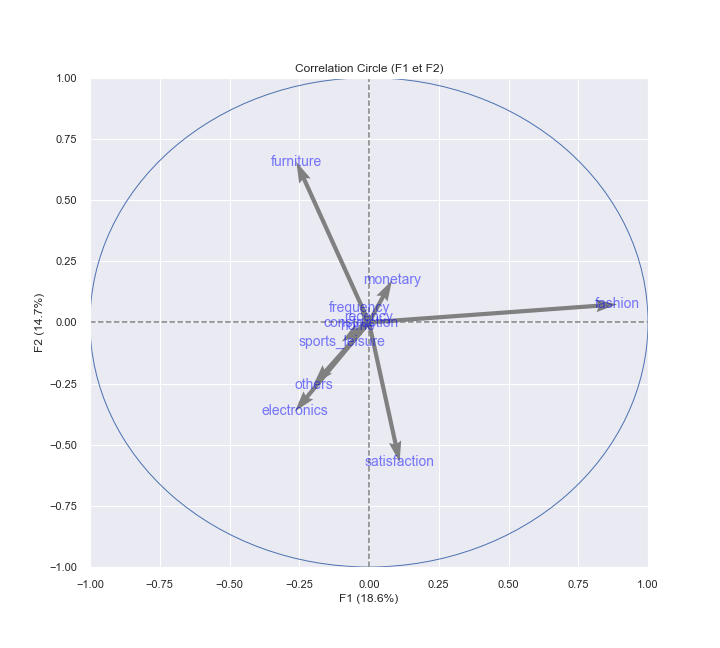 Correlation Circle (F1 et F2)
1.00
0.75
furniture
0.50
0.25
monetary
frequency
fashion
recency
construction
0.00
sports_leisure
others
−0.25
electronics
−0.50
satisfaction
−0.75
−1.00
−1.00 −0.75 −0.50 −0.25 0.00 0.25 0.50 0.75 1.00
F1 (18.6%)
F2 (14.7%)